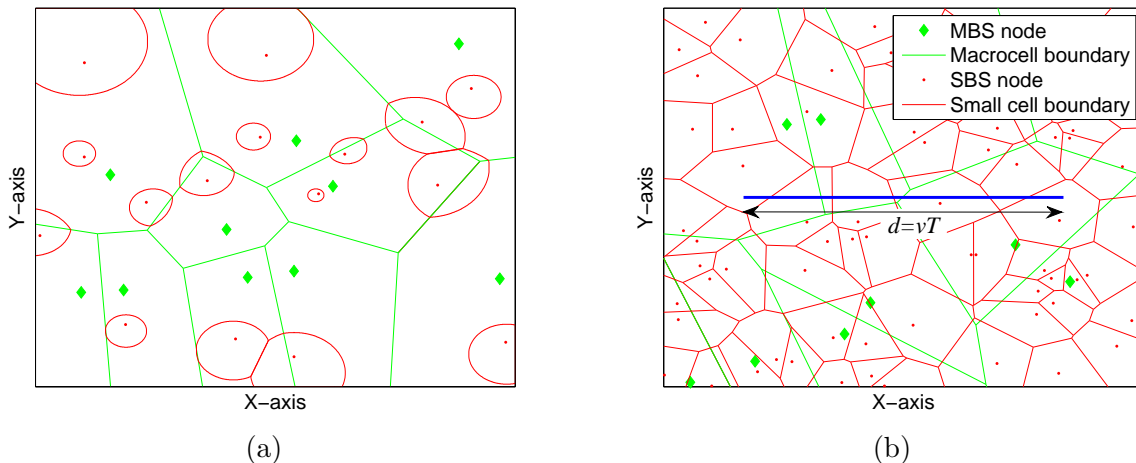 Y−axis
X−axis
(a)
MBS node
Macrocell boundary
SBS node
Small cell boundary
d=vT
Y−axis
X−axis
(b)